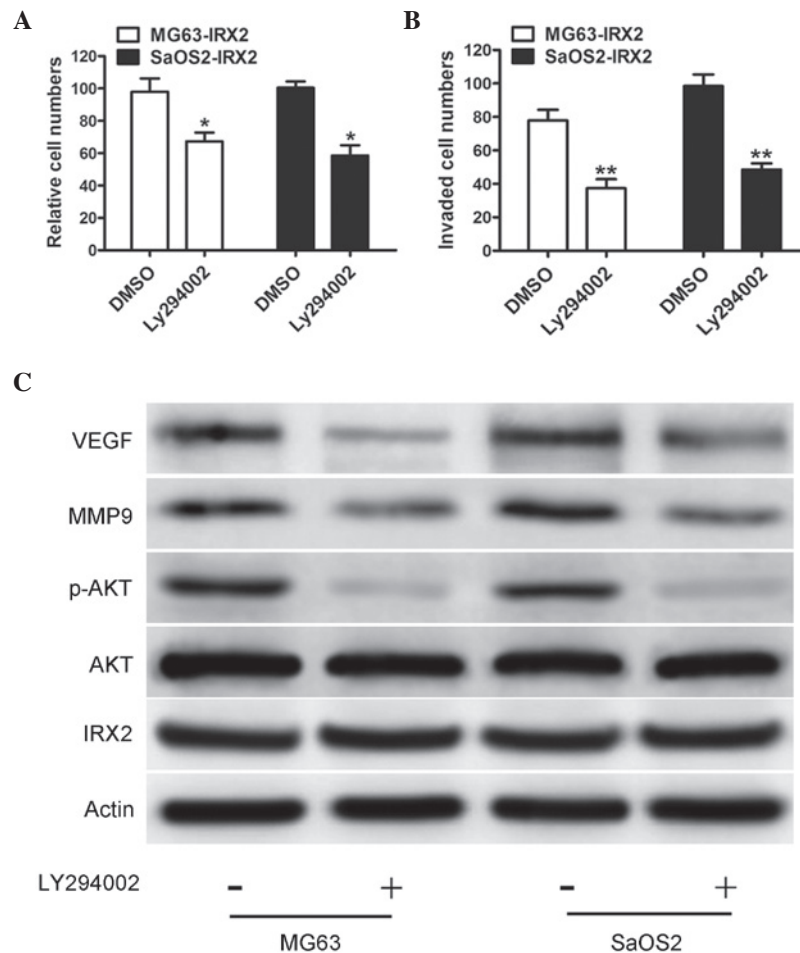 A
MG63-IRX2
SaOS2-IRX2
Relative cell numbers
120
100
80
60
40
20
0
*
*
DMSO
Ly294002
DMSO
Ly294002
B
MG63-IRX2
SaOS2-IRX2
Invaded cell numbers
120
100
80
60
40
20
0
**
**
DMSO
Ly294002
DMSO
Ly294002
C
VEGF
MMP9
p-AKT
AKT
IRX2
Actin
LY294002 - + - +
MG63 SaOS2